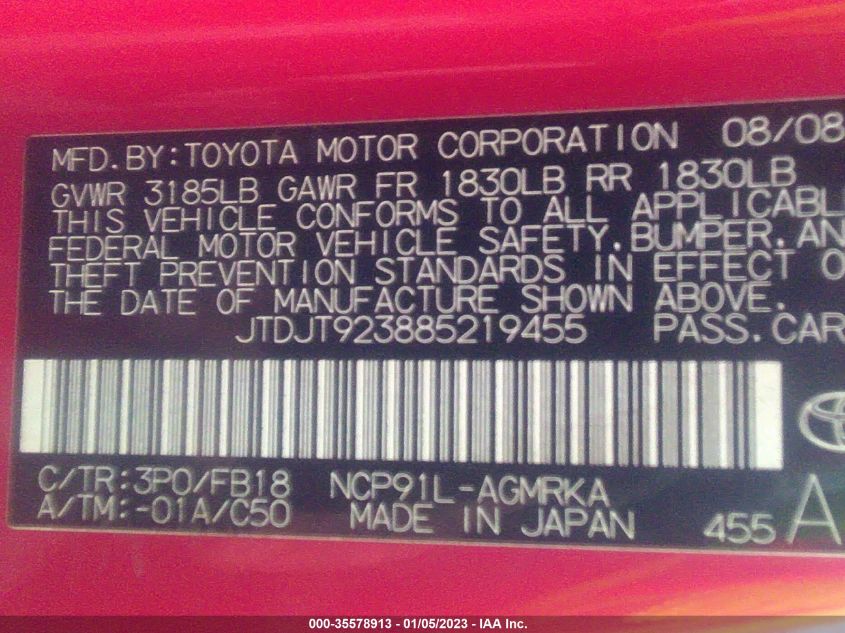 MFD.BY:TOYOTA MOTOR CORPORATION 08/08
GVWR 3185LB GAWR FR 1830LB RR 1830LB
THIS VEHICLE CONFORMS TO ALL APPLICABL
FEDERAL MOTOR VEHICLE SAFETY.BUMPER.AN
THEFT PREVENTION STANDARDS IN EFFECT O
THE DATE OF MANUFACTURE SHOWN ABOVE.
JTDJT923885219455 PASS.CAR
C/TR:3P0/FB18 NCP91L-AGMRKA
A/TM:-01A/C50 MADE IN JAPAN 455 A
000-35578913 - 01/05/2023 - IAA Inc.